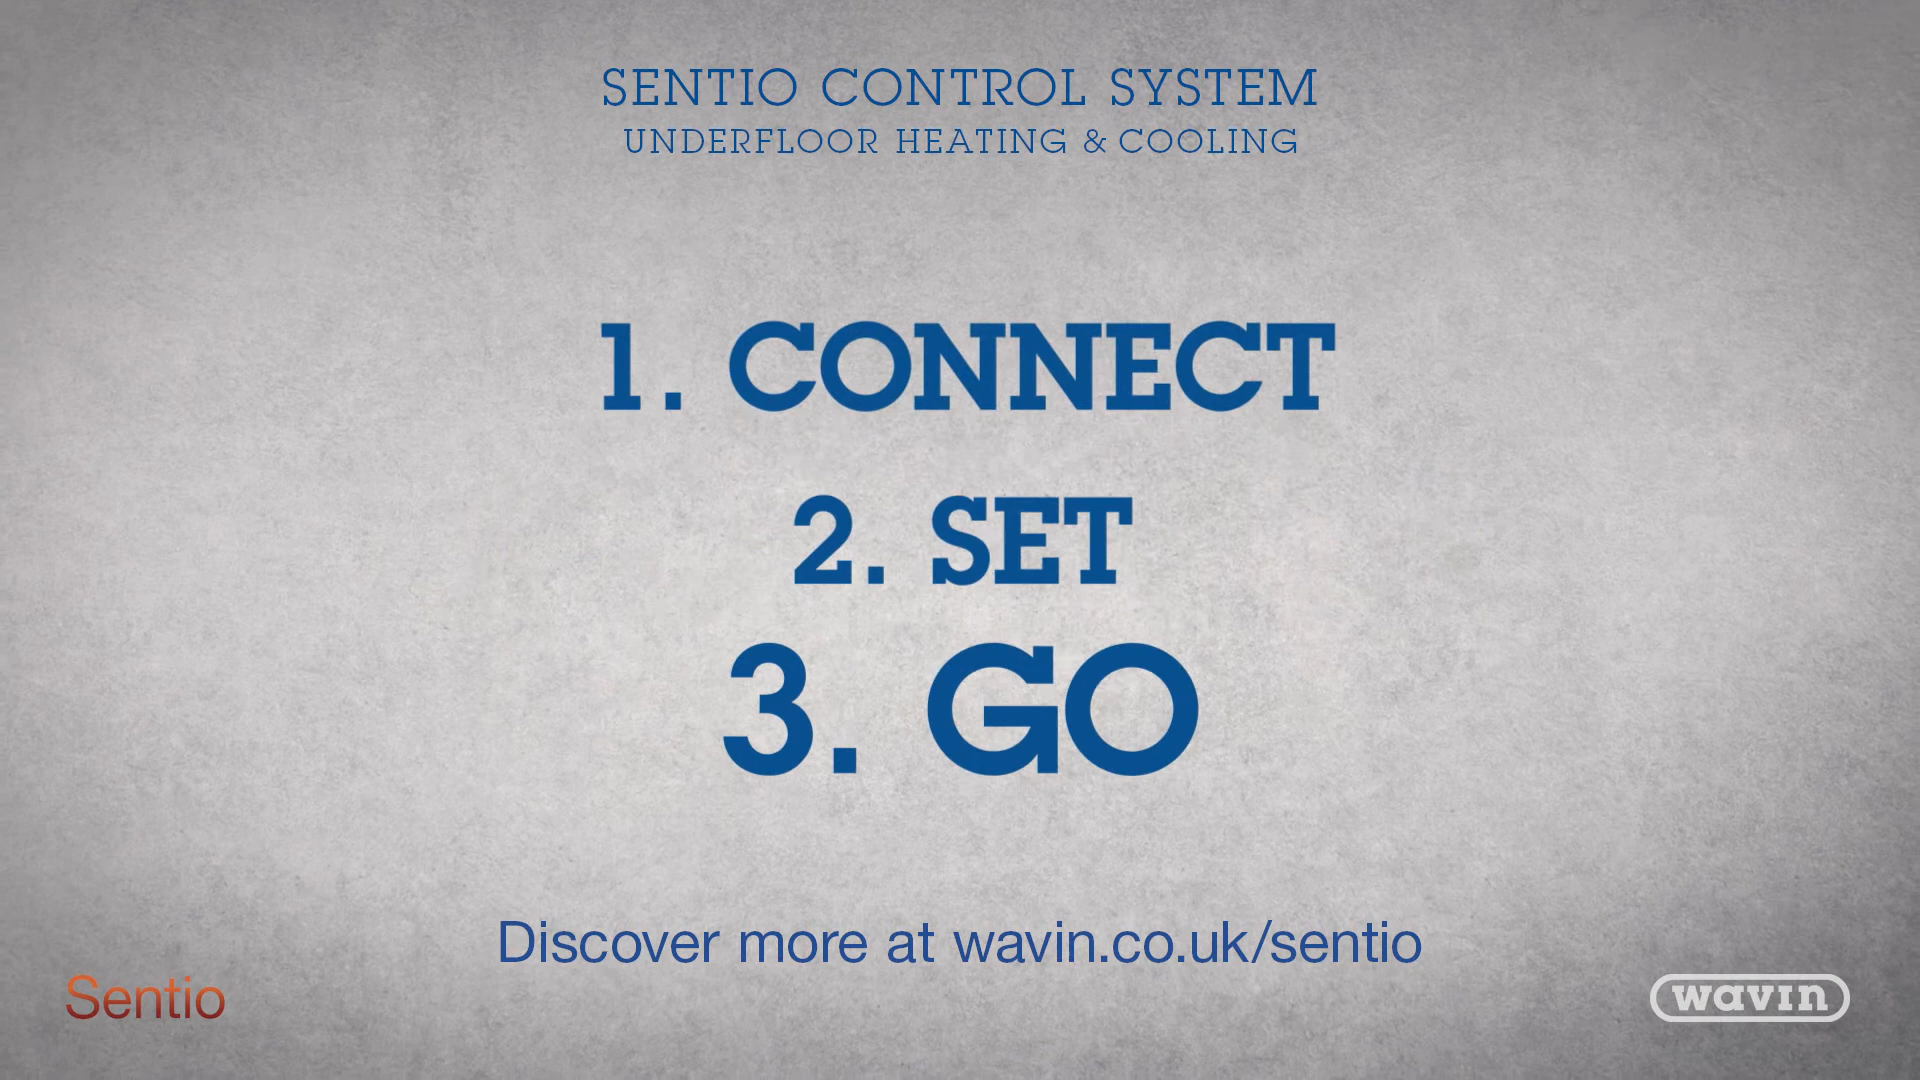 SENTIO CONTROL SYSTEM
UNDERFLOOR HEATING & COOLING
1. CONNECT
2. SET
3. GO
Discover more at wavin.co.uk/sentio
Sentio
wavin